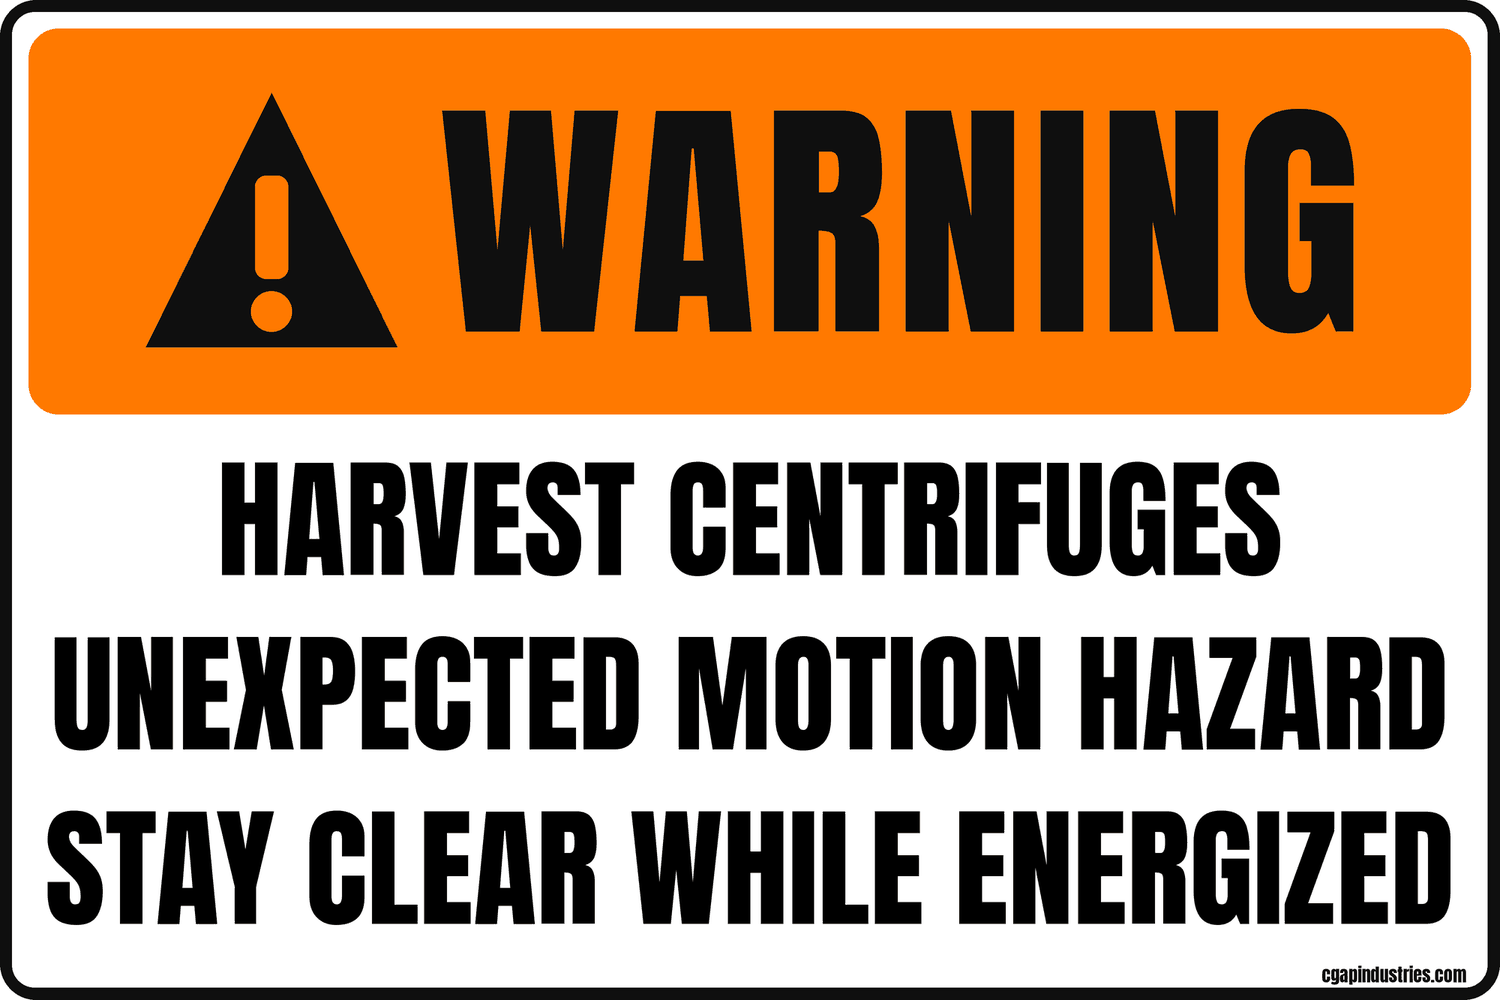 WARNING
HARVEST CENTRIFUGES
UNEXPECTED MOTION HAZARD
STAY CLEAR WHILE ENERGIZED
cgapindustries.com